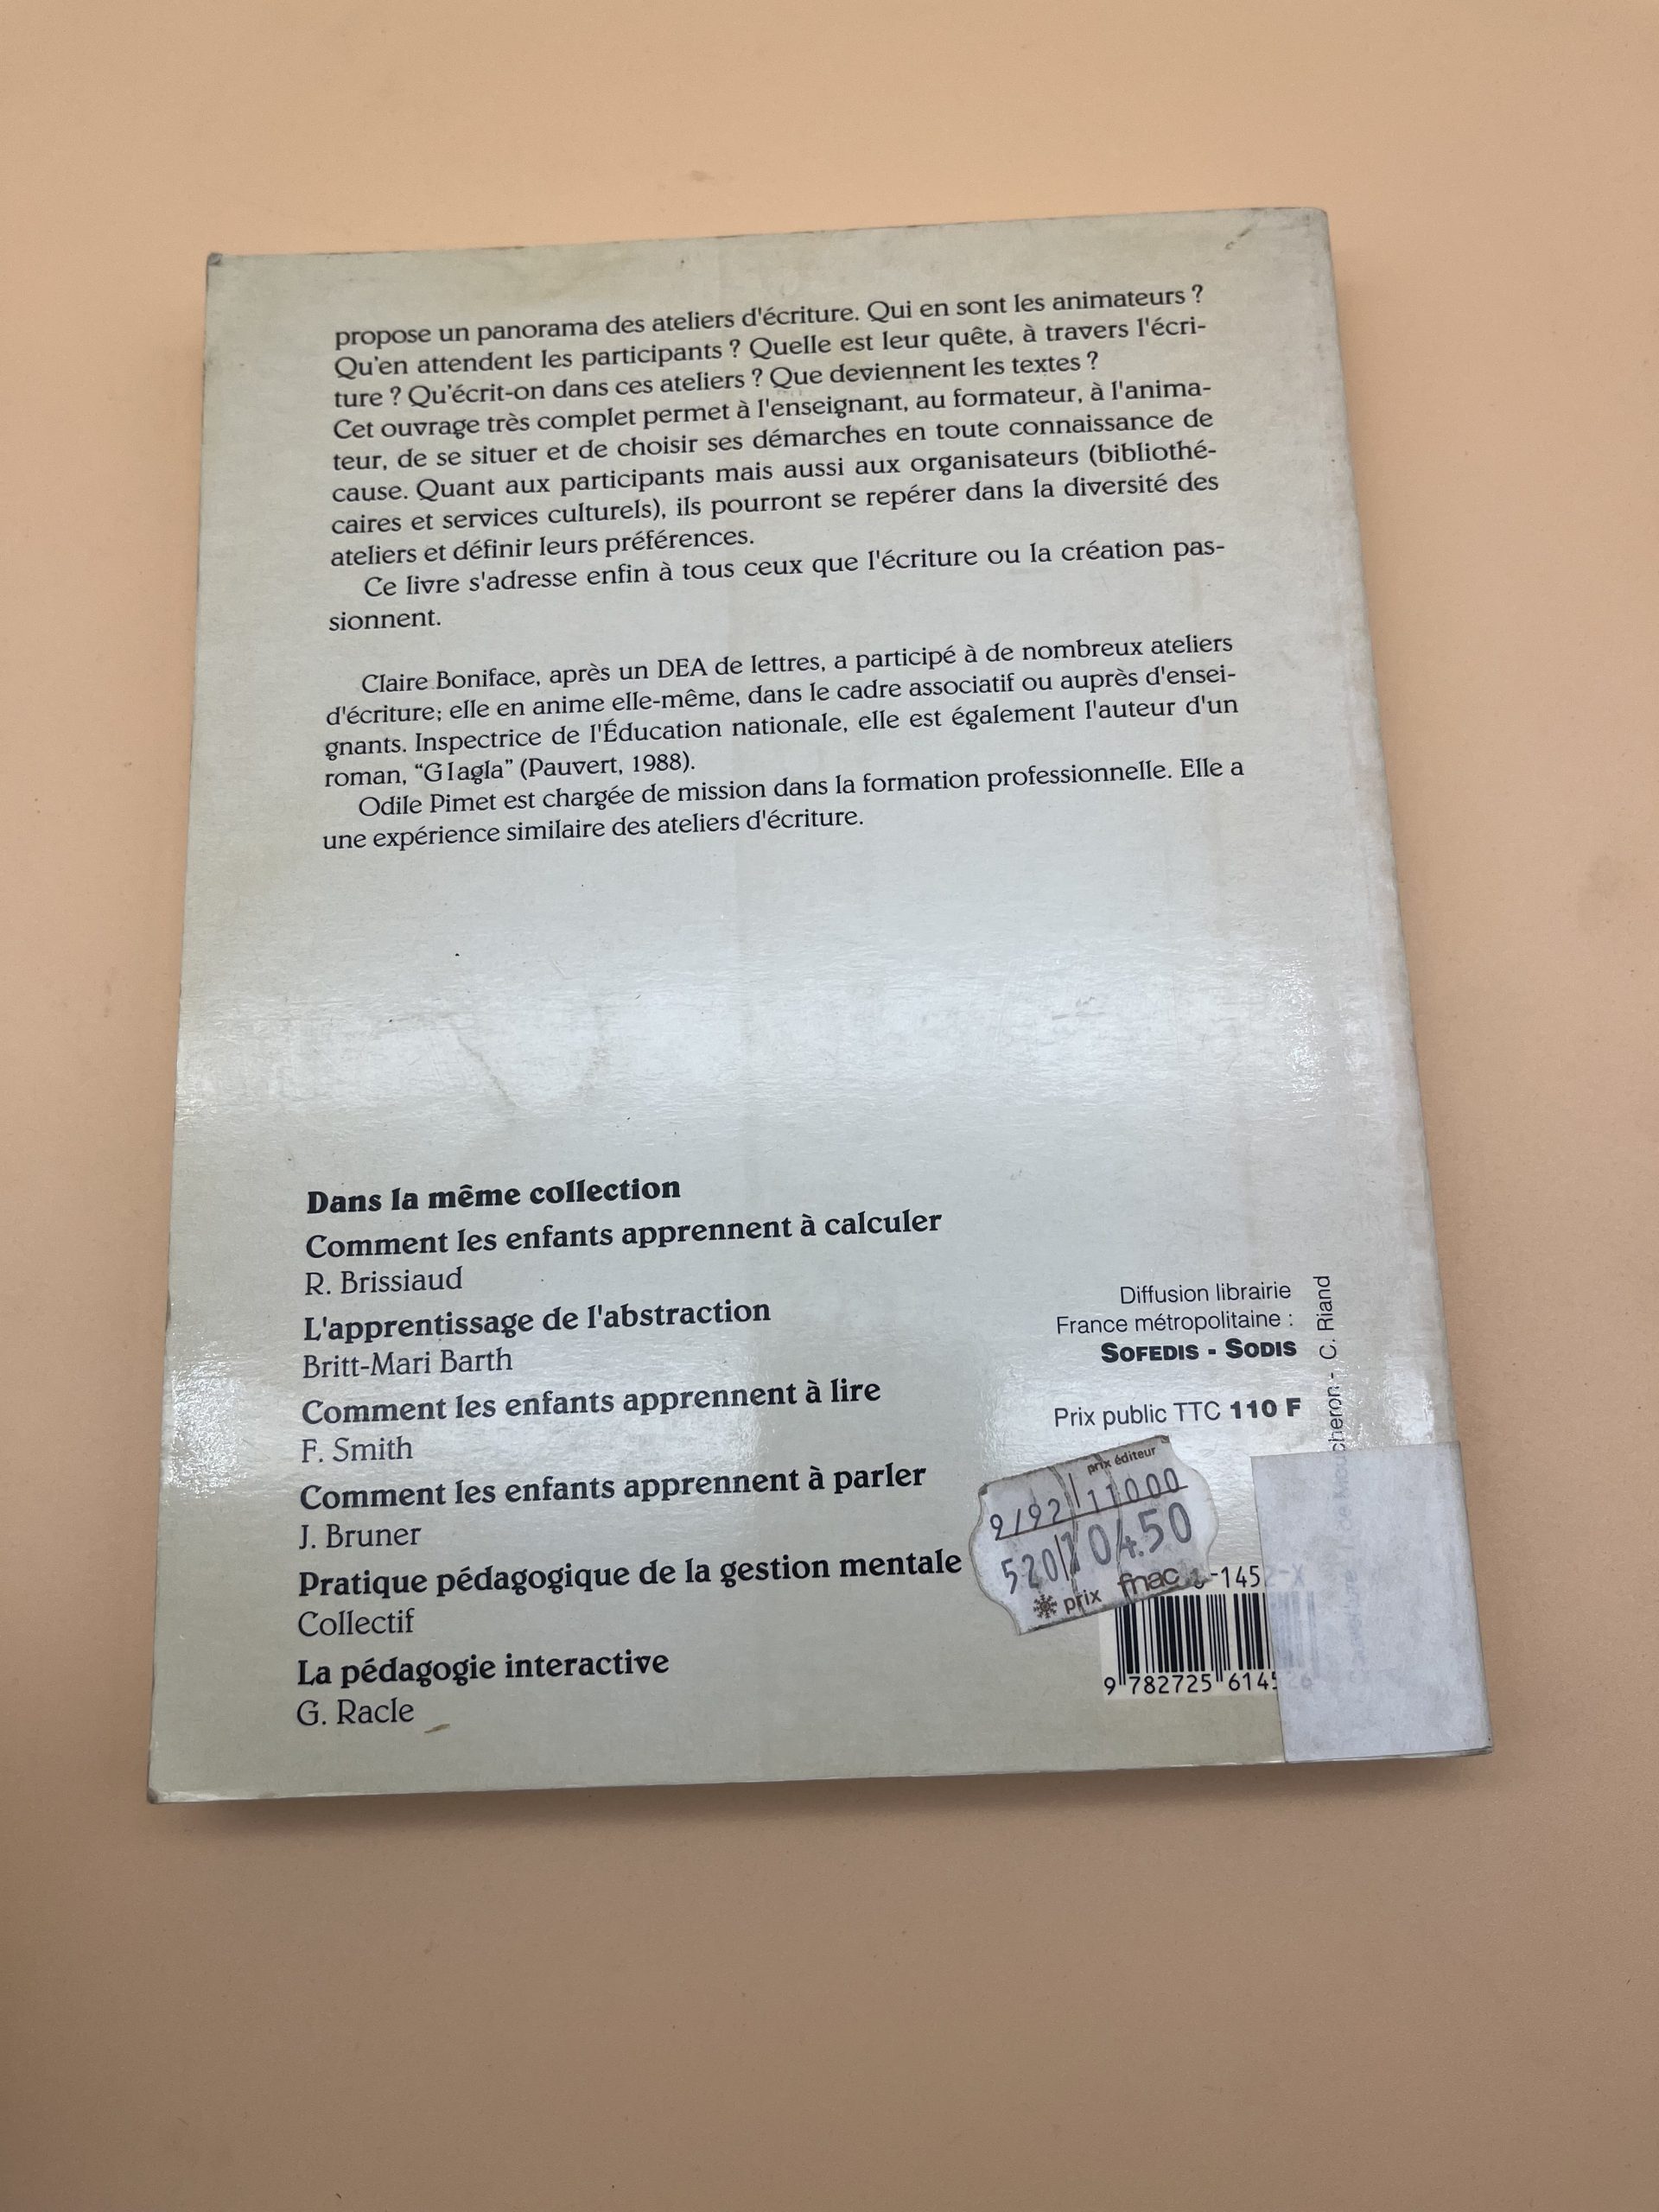 propose un panorama des ateliers d'écriture. Qui en sont les animateurs ?
Qu'en attendent les participants ? Quelle est leur quête, à travers l'écri-
ture ? Qu'écrit-on dans ces ateliers ? Que deviennent les textes ?
Cet ouvrage très complet permet à l'enseignant, au formateur, à l'anima-
teur, de se situer et de choisir ses démarches en toute connaissance de
cause. Quant aux participants mais aussi aux organisateurs (bibliothé-
caires et services culturels), ils pourront se repérer dans la diversité des
ateliers et définir leurs préférences.
Ce livre s'adresse enfin à tous ceux que l'écriture ou la création pas-
sionnent.
Claire Boniface, après un DEA de lettres, a participé à de nombreux ateliers
d'écriture; elle en anime elle-même, dans le cadre associatif ou auprès d'ensei-
gnants. Inspectrice de l'Éducation nationale, elle est également l'auteur d'un
roman, “Glagla” (Pauvert, 1988).
Odile Pimet est chargée de mission dans la formation professionnelle. Elle a
une expérience similaire des ateliers d'écriture.
Dans la même collection
Comment les enfants apprennent à calculer
R. Brissiaud
L'apprentissage de l'abstraction
Britt-Mari Barth
Comment les enfants apprennent à lire
F. Smith
Comment les enfants apprennent à parler
J. Bruner
Pratique pédagogique de la gestion mentale
Collectif
La pédagogie interactive
G. Racle
Diffusion librairie
France métropolitaine :
SOFEDIS - SODIS
Prix public TTC 110 F
prix éditeur
9/92 11000
520 10450
prix fnac
-145
9 782725 614
cheron - C. Riand